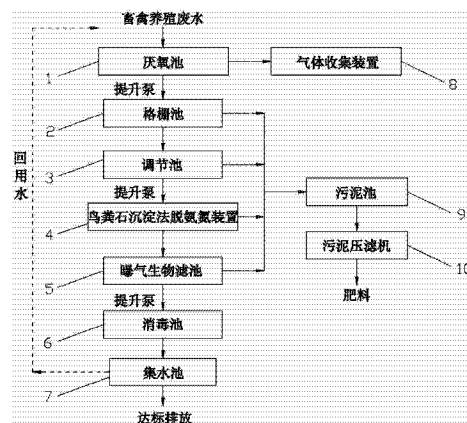 畜禽养殖废水
厌氧池
气体收集装置
1
8
提升泵
格栅池
2
调节池
3
提升泵
回用水
鸟粪石沉淀法脱氨氮装置
4
污泥池
9
曝气生物滤池
5
污泥压滤机
10
提升泵
肥料
消毒池
6
集水池
7
达标排放